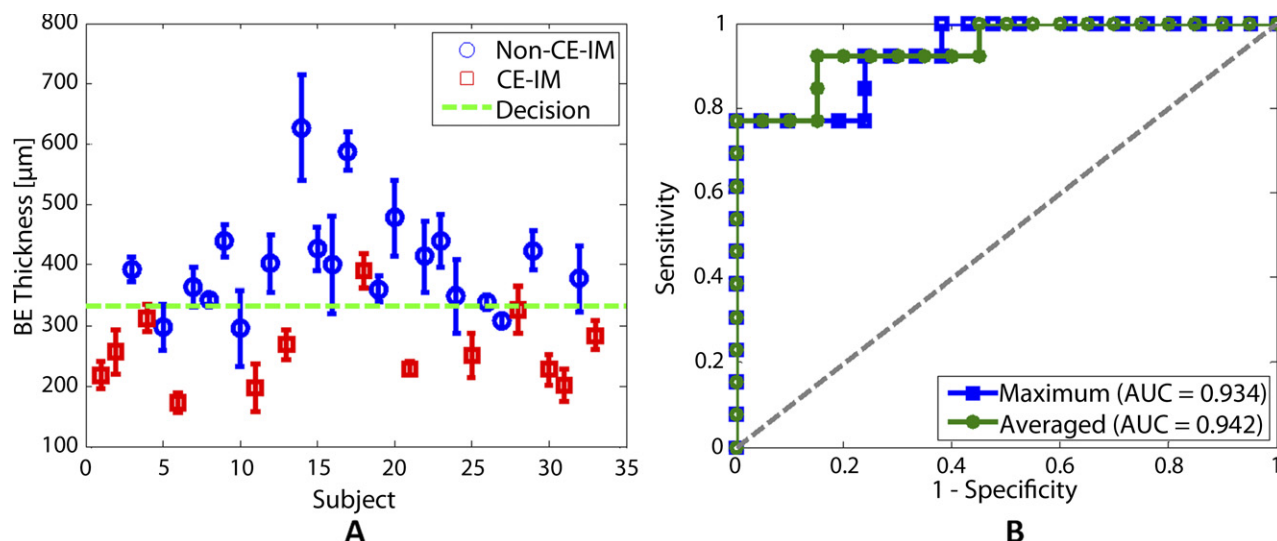 800
700
600
500
400
300
200
100
BE Thickness [µm]
Non-CE-IM
CE-IM
Decision
0 5 10 15 20 25 30 35
Subject
A
1
0.8
0.6
0.4
0.2
0
Sensitivity
Maximum (AUC = 0.934)
Averaged (AUC = 0.942)
0 0.2 0.4 0.6 0.8 1
1 - Specificity
B